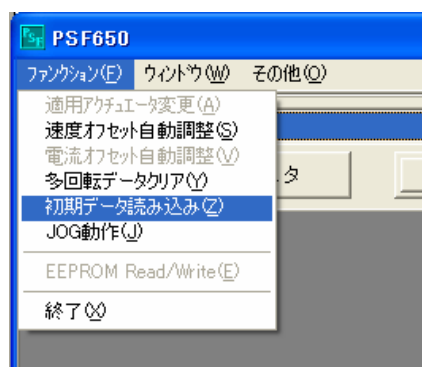 PSF650
ファンクション(F) ウィンドウ(W) その他(O)
適用アクチュエータ変更(A)
速度オフセット自動調整(S)
電流オフセット自動調整(V)
多回転データクリア(Y)
タ
初期データ読み込み(Z)
JOG動作(J)
EEPROM Read/Write(E)
終了(X)